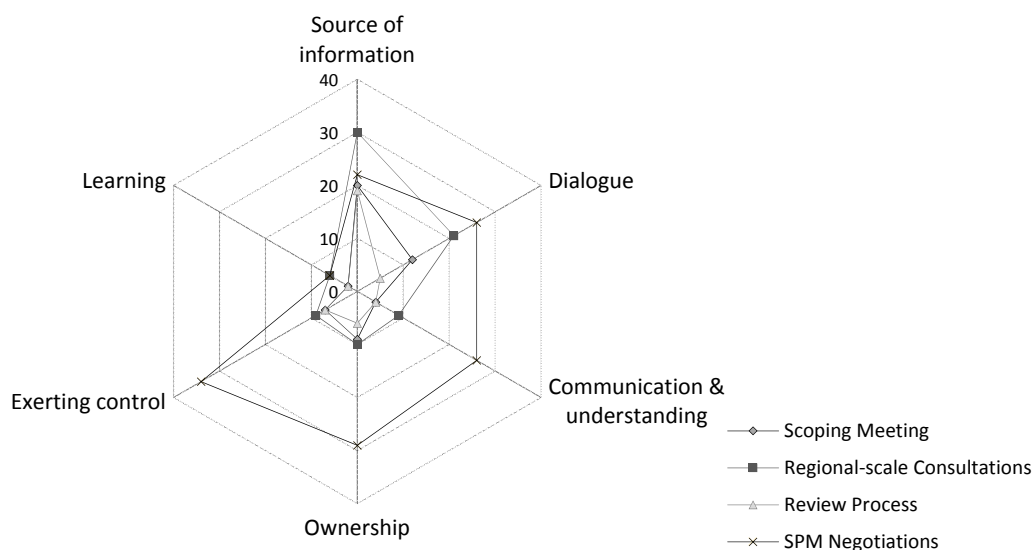 Source of
information
40
30
20
10
0
Dialogue
Communication &
understanding
Ownership
Exerting control
Learning
Scoping Meeting
Regional-scale Consultations
Review Process
SPM Negotiations